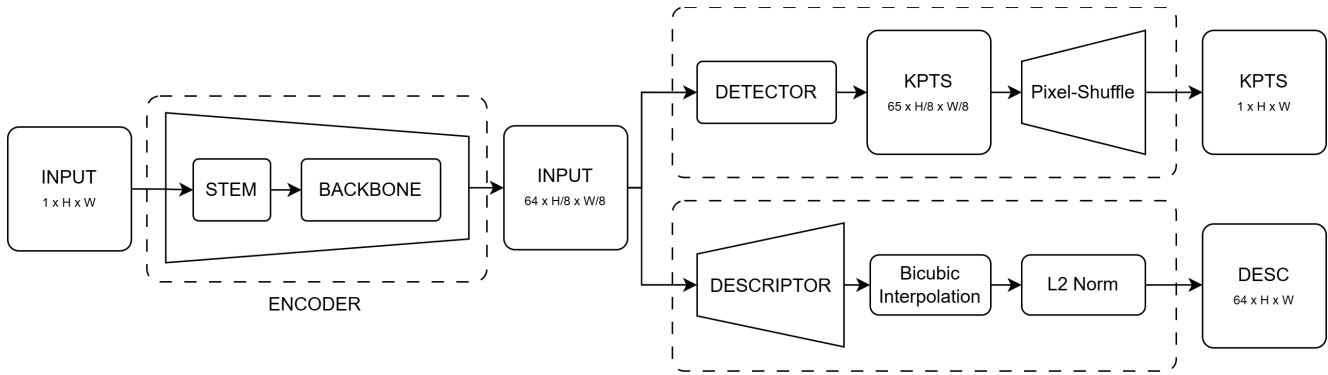 INPUT
1 x H x W
STEM
BACKBONE
ENCODER
INPUT
64 x H/8 x W/8
DETECTOR
KPTS
65 x H/8 x W/8
Pixel-Shuffle
KPTS
1 x H x W
DESCRIPTOR
Bicubic
Interpolation
L2 Norm
DESC
64 x H x W